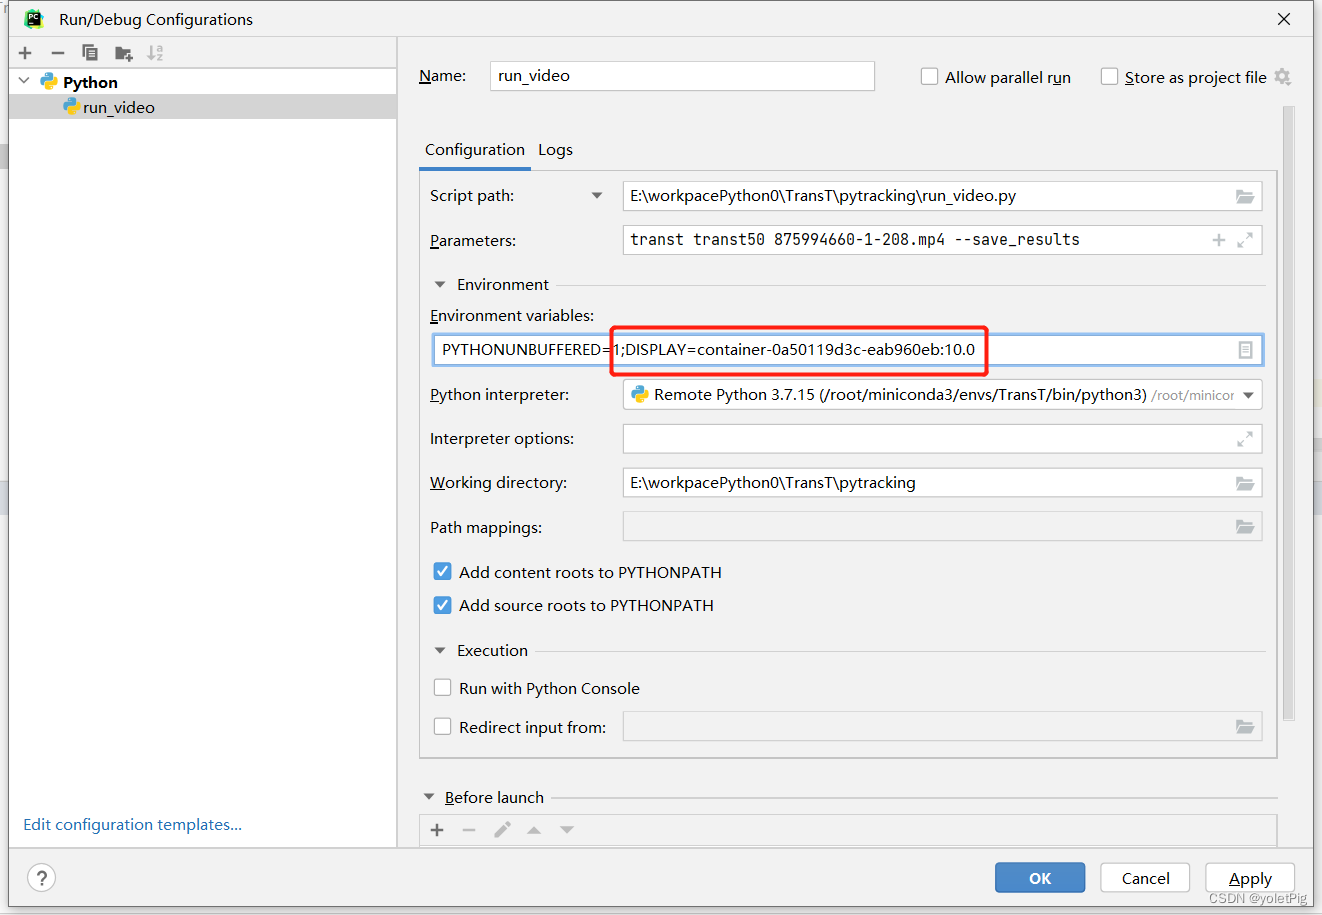 Run/Debug Configurations
Python
run_video
Name: run_video
Allow parallel run
Store as project file
Configuration Logs
Script path: E:\workpacePython0\TransT\pytracking\run_video.py
Parameters: transt transt50 875994660-1-208.mp4 --save_results
Environment
Environment variables:
PYTHONUNBUFFERED=1;DISPLAY=container-0a50119d3c-eab960eb:10.0
Python interpreter: Remote Python 3.7.15 (/root/miniconda3/envs/TransT/bin/python3) /root/minicor
Interpreter options:
Working directory: E:\workpacePython0\TransT\pytracking
Path mappings:
Add content roots to PYTHONPATH
Add source roots to PYTHONPATH
Execution
Run with Python Console
Redirect input from:
Before launch
Edit configuration templates...
? OK Cancel Apply
CSDN @yoletPig